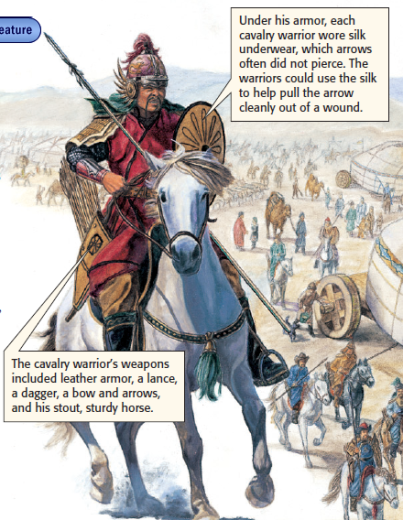 eature
Under his armor, each
cavalry warrior wore silk
underwear, which arrows
often did not pierce. The
warriors could use the silk
to help pull the arrow
cleanly out of a wound.
The cavalry warrior's weapons
included leather armor, a lance,
a dagger, a bow and arrows,
and his stout, sturdy horse.